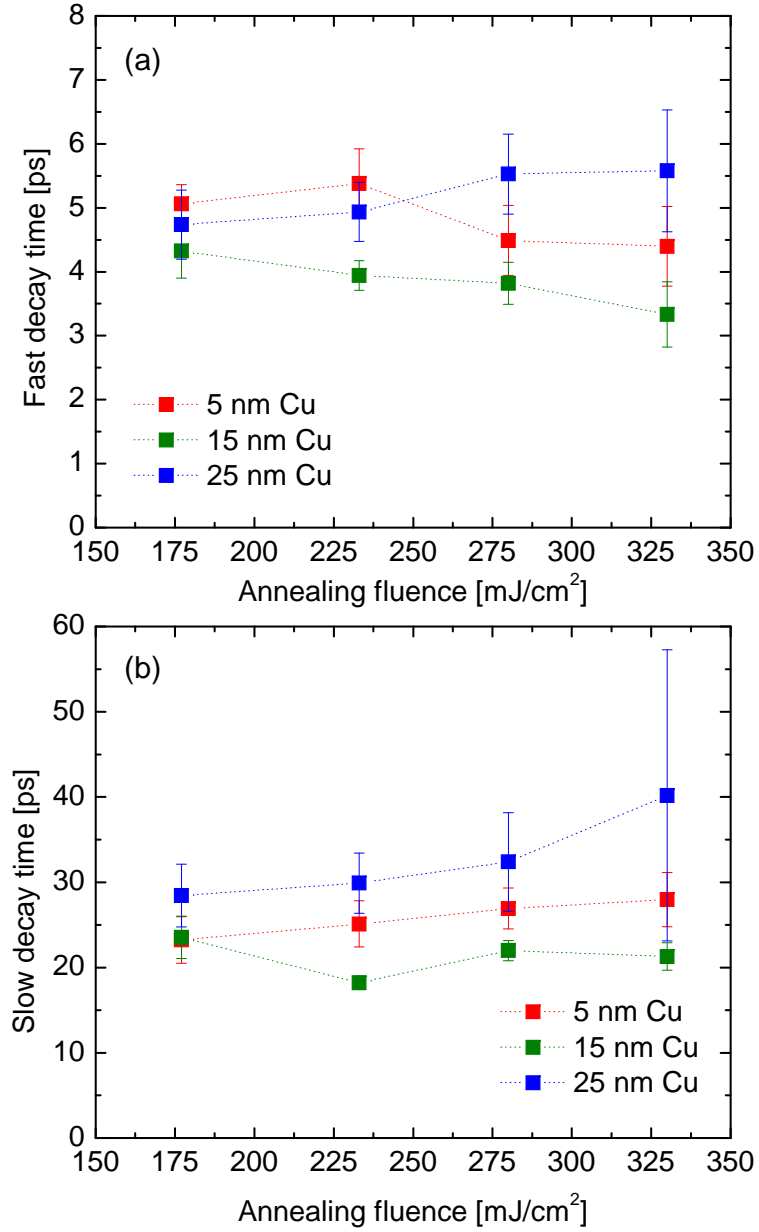 (a)
8
7
6
5
4
3
2
1
0
Fast decay time [ps]
5 nm Cu
15 nm Cu
25 nm Cu
150 175 200 225 250 275 300 325 350
Annealing fluence [mJ/cm²]
(b)
60
50
40
30
20
10
0
Slow decay time [ps]
5 nm Cu
15 nm Cu
25 nm Cu
150 175 200 225 250 275 300 325 350
Annealing fluence [mJ/cm²]